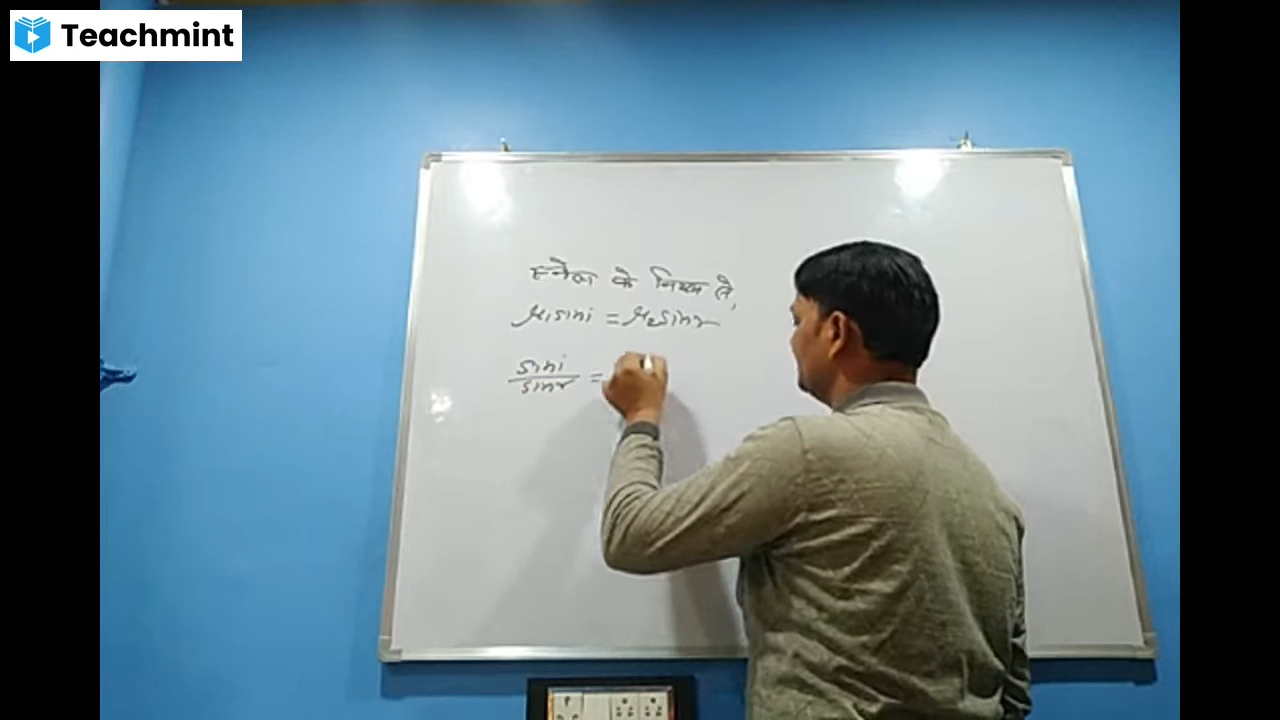 Teachmint
स्नेल के नियम से,
μ₁sini = μ₂sinr
sini/sinr =